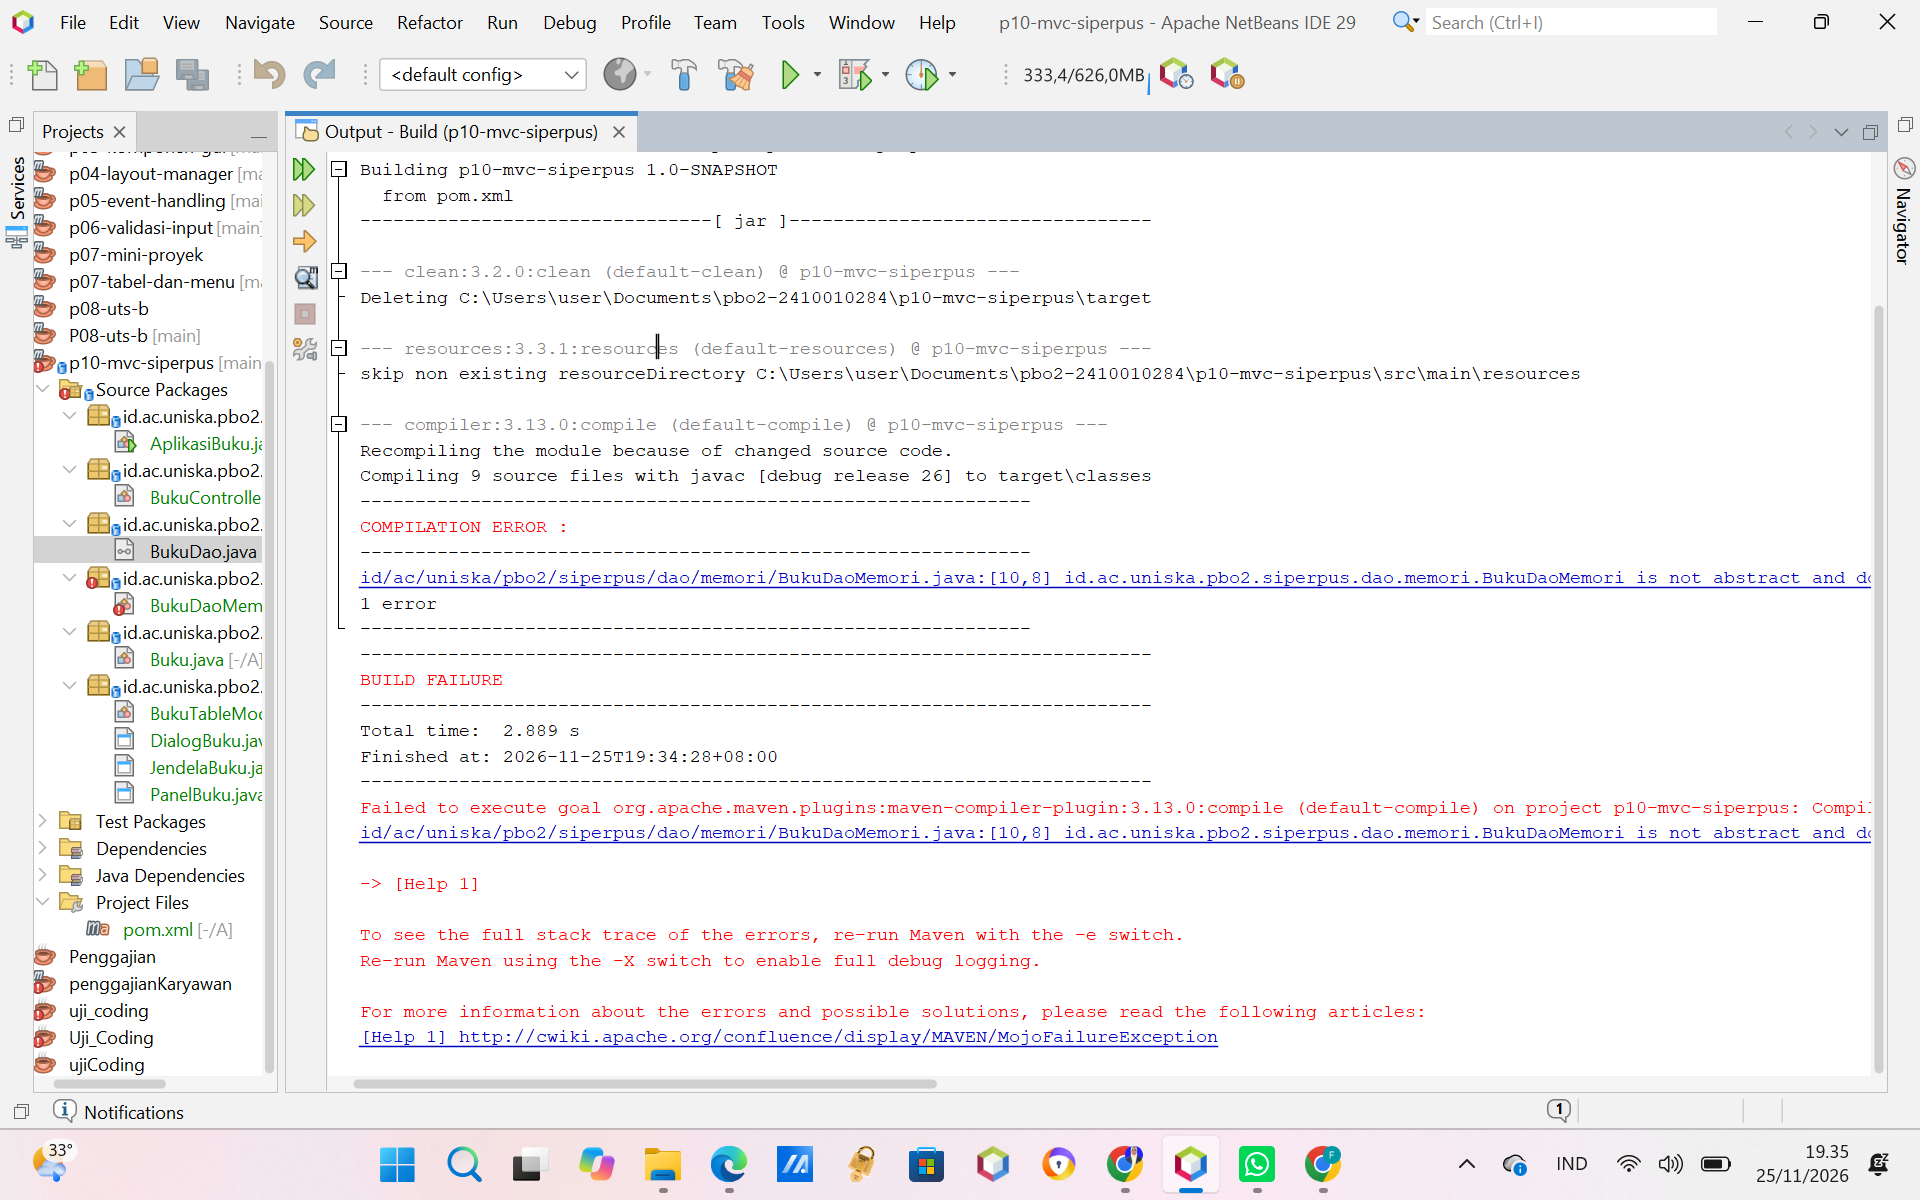 File Edit View Navigate Source Refactor Run Debug Profile Team Tools Window Help p10-mvc-siperpus - Apache NetBeans IDE 29 Search (Ctrl+I)
<default config> 333,4/626,0MB
Projects
Output - Build (p10-mvc-siperpus)
Services
Navigator
p04-layout-manager [ma
p05-event-handling [mai
p06-validasi-input [main]
p07-mini-proyek
p07-tabel-dan-menu [m
p08-uts-b
P08-uts-b [main]
p10-mvc-siperpus [main
Source Packages
id.ac.uniska.pbo2.
AplikasiBuku.ja
id.ac.uniska.pbo2.
BukuControlle
id.ac.uniska.pbo2.
BukuDao.java
id.ac.uniska.pbo2.
BukuDaoMem
id.ac.uniska.pbo2.
Buku.java [-/A]
id.ac.uniska.pbo2.
BukuTableMod
DialogBuku.jav
JendelaBuku.ja
PanelBuku.java
Test Packages
Dependencies
Java Dependencies
Project Files
pom.xml [-/A]
Penggajian
penggajianKaryawan
uji_coding
Uji_Coding
ujiCoding
Building p10-mvc-siperpus 1.0-SNAPSHOT
from pom.xml
--------------------------------[ jar ]---------------------------------
--- clean:3.2.0:clean (default-clean) @ p10-mvc-siperpus ---
Deleting C:\Users\user\Documents\pbo2-2410010284\p10-mvc-siperpus\target
--- resources:3.3.1:resources (default-resources) @ p10-mvc-siperpus ---
skip non existing resourceDirectory C:\Users\user\Documents\pbo2-2410010284\p10-mvc-siperpus\src\main\resources
--- compiler:3.13.0:compile (default-compile) @ p10-mvc-siperpus ---
Recompiling the module because of changed source code.
Compiling 9 source files with javac [debug release 26] to target\classes
-------------------------------------------------------------
COMPILATION ERROR :
-------------------------------------------------------------
id/ac/uniska/pbo2/siperpus/dao/memori/BukuDaoMemori.java:[10,8] id.ac.uniska.pbo2.siperpus.dao.memori.BukuDaoMemori is not abstract and do
1 error
-------------------------------------------------------------
------------------------------------------------------------------------
BUILD FAILURE
------------------------------------------------------------------------
Total time: 2.889 s
Finished at: 2026-11-25T19:34:28+08:00
------------------------------------------------------------------------
Failed to execute goal org.apache.maven.plugins:maven-compiler-plugin:3.13.0:compile (default-compile) on project p10-mvc-siperpus: Compil
id/ac/uniska/pbo2/siperpus/dao/memori/BukuDaoMemori.java:[10,8] id.ac.uniska.pbo2.siperpus.dao.memori.BukuDaoMemori is not abstract and do
-> [Help 1]
To see the full stack trace of the errors, re-run Maven with the -e switch.
Re-run Maven using the -X switch to enable full debug logging.
For more information about the errors and possible solutions, please read the following articles:
[Help 1] http://cwiki.apache.org/confluence/display/MAVEN/MojoFailureException
Notifications
1
33°
IND
19.35
25/11/2026